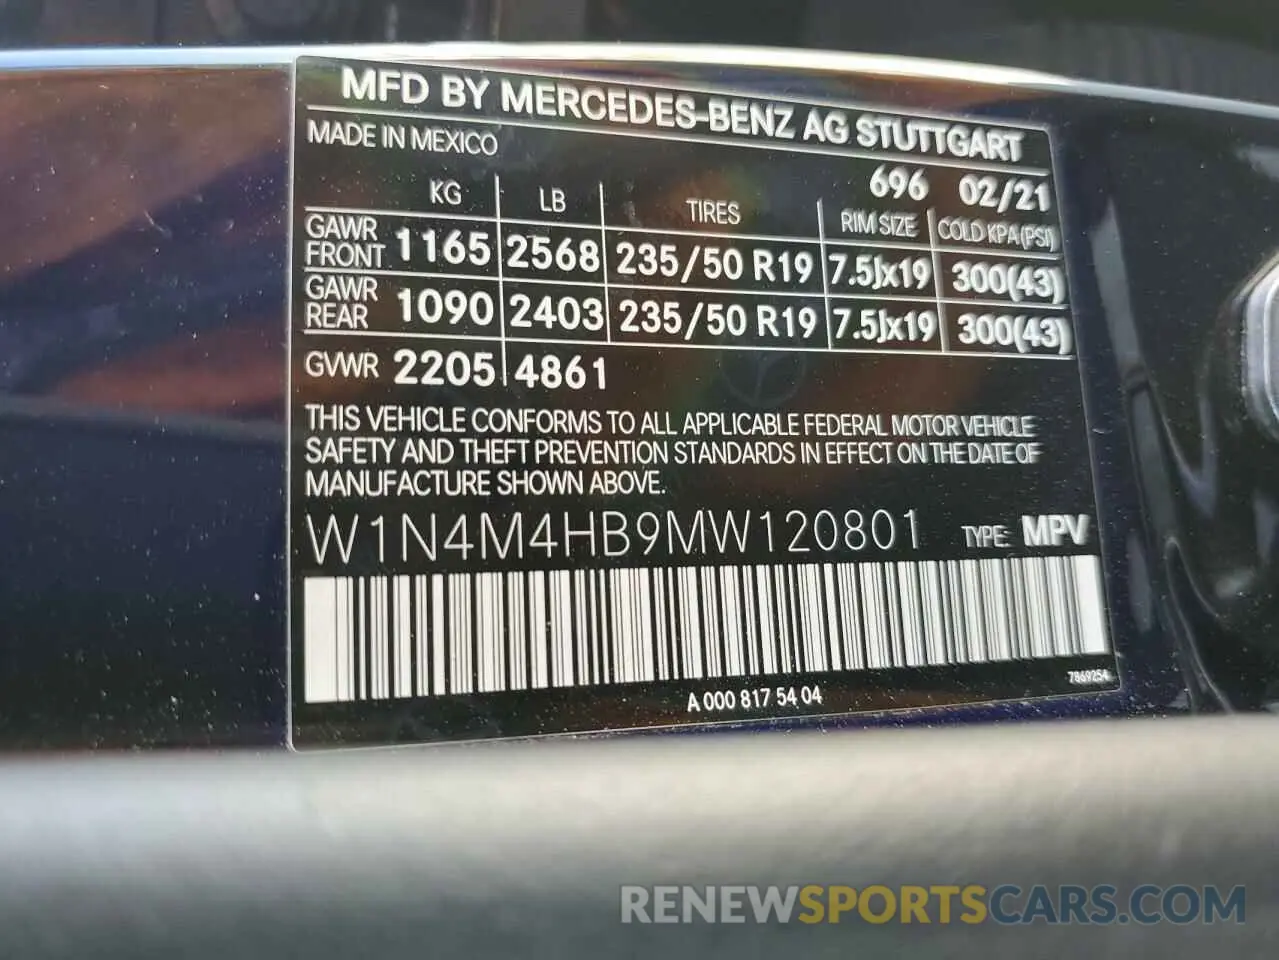 MFD BY MERCEDES-BENZ AG STUTTGART
MADE IN MEXICO 696 02/21
KG LB TIRES RIM SIZE COLD KPA (PSI)
GAWR FRONT 1165 2568 235/50 R19 7.5Jx19 300(43)
GAWR REAR 1090 2403 235/50 R19 7.5Jx19 300(43)
GVWR 2205 4861
THIS VEHICLE CONFORMS TO ALL APPLICABLE FEDERAL MOTOR VEHICLE
SAFETY AND THEFT PREVENTION STANDARDS IN EFFECT ON THE DATE OF
MANUFACTURE SHOWN ABOVE.
W1N4M4HB9MW120801 TYPE: MPV
7869254
A 000 817 54 04
RENEWSPORTSCARS.COM